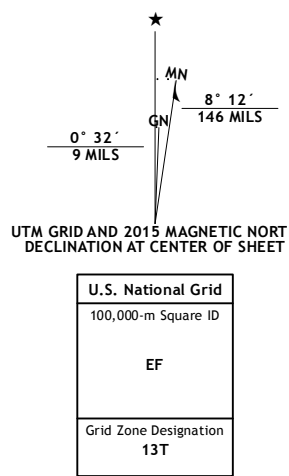 ★
MN
8° 12´
146 MILS
GN
0° 32´
9 MILS
UTM GRID AND 2015 MAGNETIC NORT
DECLINATION AT CENTER OF SHEET
U.S. National Grid
100,000-m Square ID
EF
Grid Zone Designation
13T